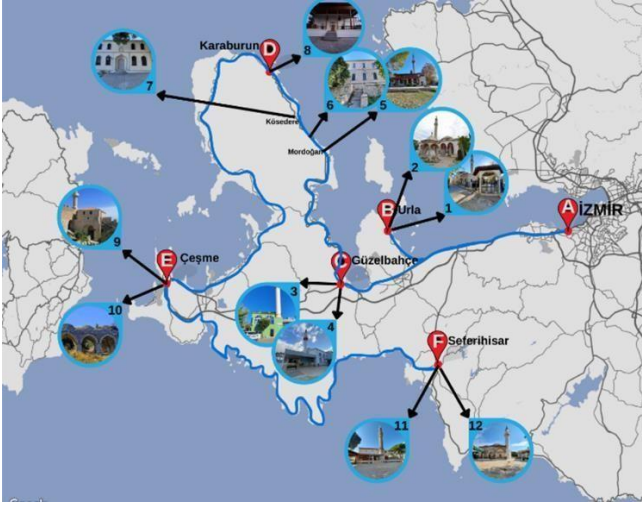 Karaburun
D
8
7
6
5
Kösedere
Mordoğan
2
B
Urla
1
A
İZMİR
9
E
Çeşme
Güzelbahçe
3
10
4
F
Seferihisar
11
12